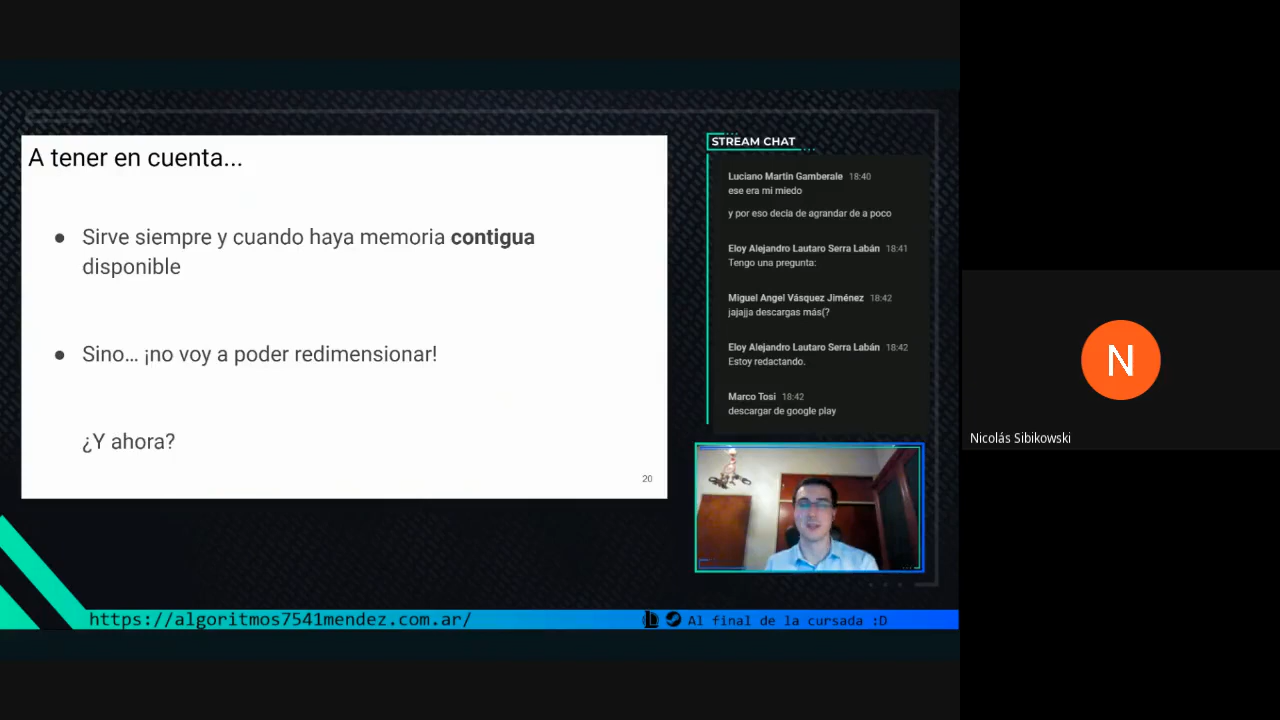 A tener en cuenta...
● Sirve siempre y cuando haya memoria contigua
disponible
● Sino... ¡no voy a poder redimensionar!
¿Y ahora?
20
STREAM CHAT
Luciano Martin Gamberale 18:40
ese era mi miedo
y por eso decia de agrandar de a poco
Eloy Alejandro Lautaro Serra Labán 18:41
Tengo una pregunta:
Miguel Angel Vásquez Jiménez 18:42
jajajja descargas más(?
Eloy Alejandro Lautaro Serra Labán 18:42
Estoy redactando.
Marco Tosi 18:42
descargar de google play
https://algoritmos7541mendez.com.ar/
Al final de la cursada :D
N
Nicolás Sibikowski